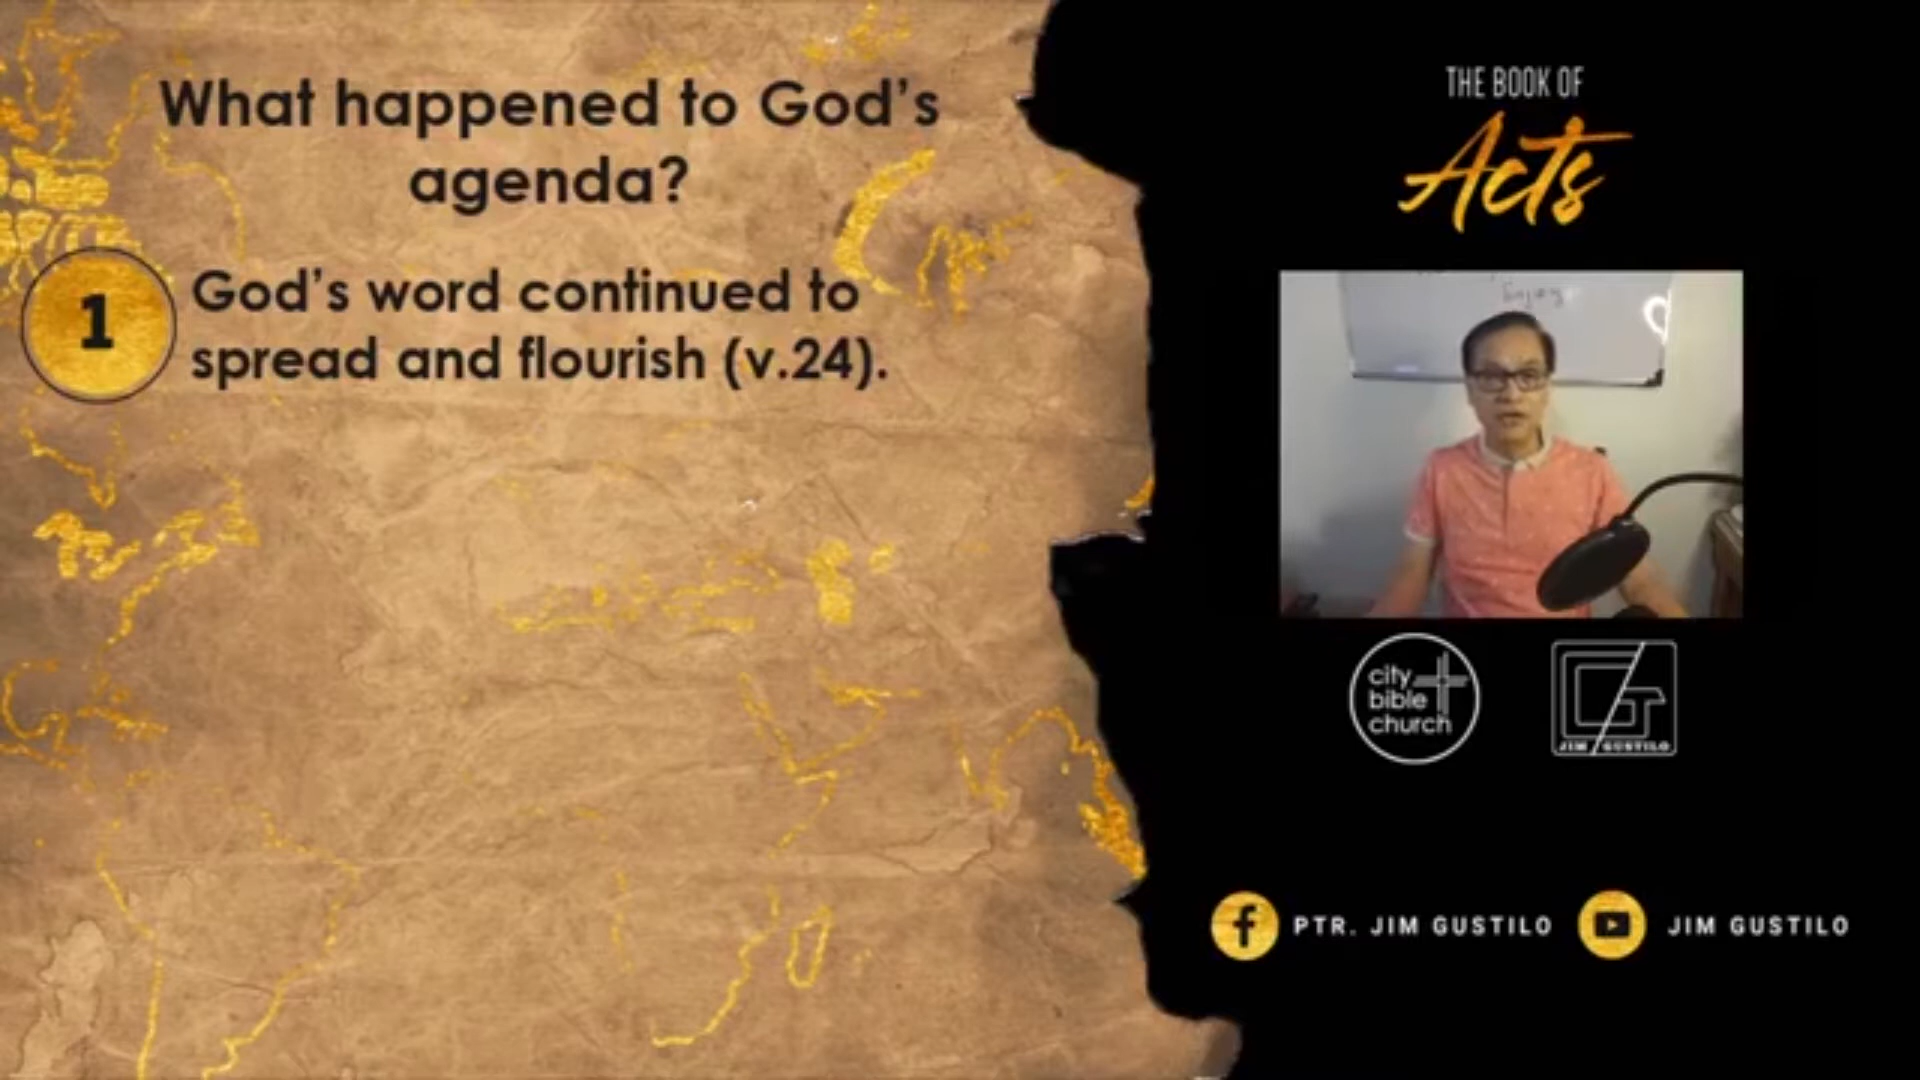 What happened to God's
agenda?
1
God's word continued to
spread and flourish (v.24).
THE BOOK OF
Acts
Enjoy
city
bible
church
JIM GUSTILO
PTR. JIM GUSTILO
JIM GUSTILO